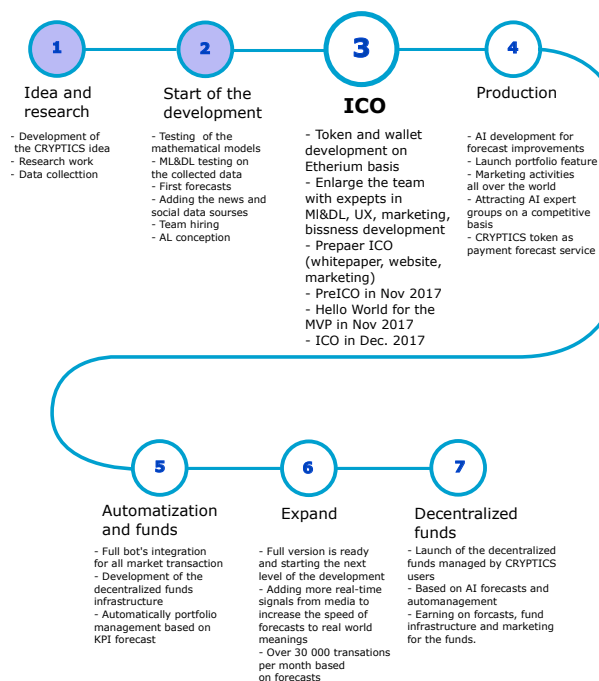 1
Idea and
research
- Development of
the CRYPTICS idea
- Research work
- Data collecttion
2
Start of the
development
- Testing of the
mathematical models
- ML&DL testing on
the collected data
- First forecasts
- Adding the news and
social data sourses
- Team hiring
- AL conception
3
ICO
- Token and wallet
development on
Etherium basis
- Enlarge the team
with expepts in
Ml&DL, UX, marketing,
bissness development
- Prepaer ICO
(whitepaper, website,
marketing)
- PreICO in Nov 2017
- Hello World for the
MVP in Nov 2017
- ICO in Dec. 2017
4
Production
- AI development for
forecast improvements
- Launch portfolio feature
- Marketing activities
all over the world
- Attracting AI expert
groups on a competitive
basis
- CRYPTICS token as
payment forecast service
5
Automatization
and funds
- Full bot's integration
for all market transaction
- Development of the
decentralized funds
infrastructure
- Automatically portfolio
management based on
KPI forecast
6
Expand
- Full version is ready
and starting the next
level of the development
- Adding more real-time
signals from media to
increase the speed of
forecasts to real world
meanings
- Over 30 000 transations
per month based
on forecasts
7
Decentralized
funds
- Launch of the decentralized
funds managed by CRYPTICS
users
- Based on AI forecasts and
automanagement
- Earning on forcasts, fund
infrastructure and marketing
for the funds.